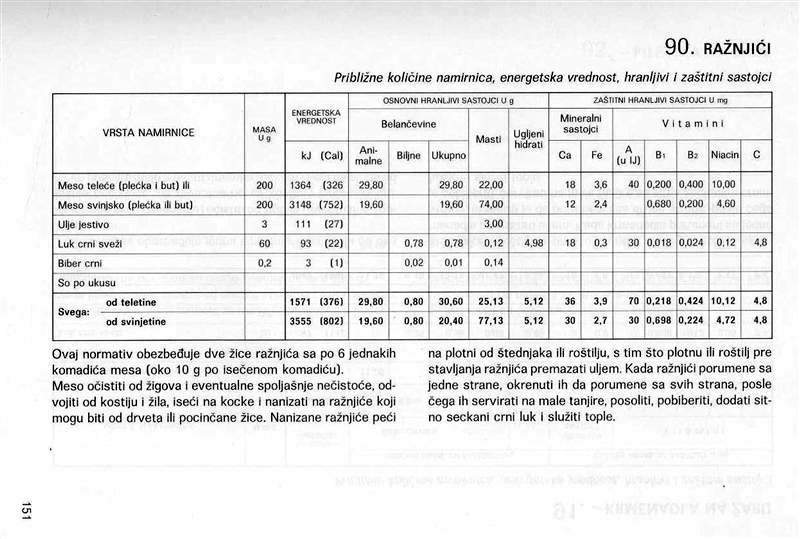 90. RAŽNJIĆI
Približne količine namirnica, energetska vrednost, hranljivi i zaštitni sastojci
VRSTA NAMIRNICE MASA U g ENERGETSKA VREDNOST OSNOVNI HRANLJIVI SASTOJCI U g ZAŠTITNI HRANLJIVI SASTOJCI U mg
Belančevine Masti Ugljeni hidrati Mineralni sastojci Vitamini
kJ (Cal) Ani-malne Biljne Ukupno Ca Fe A (u IJ) B1 B2 Niacin C
Meso teleće (plećka i but) ili 200 1364 (326 29,80 29,80 22,00 18 3,6 40 0,200 0,400 10,00
Meso svinjsko (plećka ili but) 200 3148 (752) 19,60 19,60 74,00 12 2,4 0,680 0,200 4,60
Ulje jestivo 3 111 (27) 3,00
Luk crni sveži 60 93 (22) 0,78 0,78 0,12 4,98 18 0,3 30 0,018 0,024 0,12 4,8
Biber crni 0,2 3 (1) 0,02 0,01 0,14
So po ukusu
Svega: od teletine 1571 (376) 29,80 0,80 30,60 25,13 5,12 36 3,9 70 0,218 0,424 10,12 4,8
od svinjetine 3555 (802) 19,60 0,80 20,40 77,13 5,12 30 2,7 30 0,698 0,224 4,72 4,8
Ovaj normativ obezbeđuje dve žice ražnjića sa po 6 jednakih
komadića mesa (oko 10 g po isečenom komadiću).
Meso očistiti od žigova i eventualne spoljašnje nečistoće, od-
vojiti od kostiju i žila, iseći na kocke i nanizati na ražnjiće koji
mogu biti od drveta ili pocinčane žice. Nanizane ražnjiće peći
na plotni od štednjaka ili roštilju, s tim što plotnu ili roštilj pre
stavljanja ražnjića premazati uljem. Kada ražnjići porumene sa
jedne strane, okrenuti ih da porumene sa svih strana, posle
čega ih servirati na male tanjire, posoliti, pobiberiti, dodati sit-
no seckani crni luk i služiti tople.
151